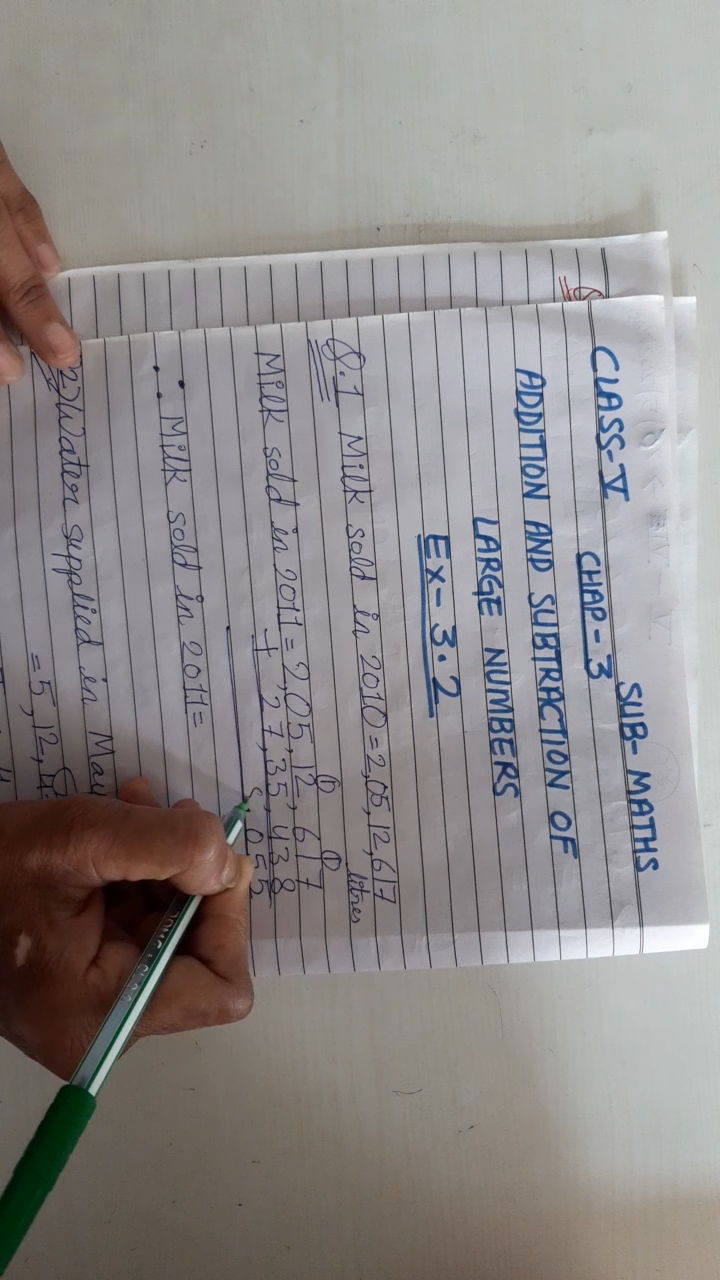 SUB- MATHS
CLASS-V CHAP-3
ADDITION AND SUBTRACTION OF
LARGE NUMBERS
Ex-3.2
Q.1 Milk sold in 2010=2,05,12,617
litres
Milk sold in 2011=2,05,12,617
+ 27,35,438
055
∴ Milk sold in 2011=
2) Water supplied in May
=5,12,